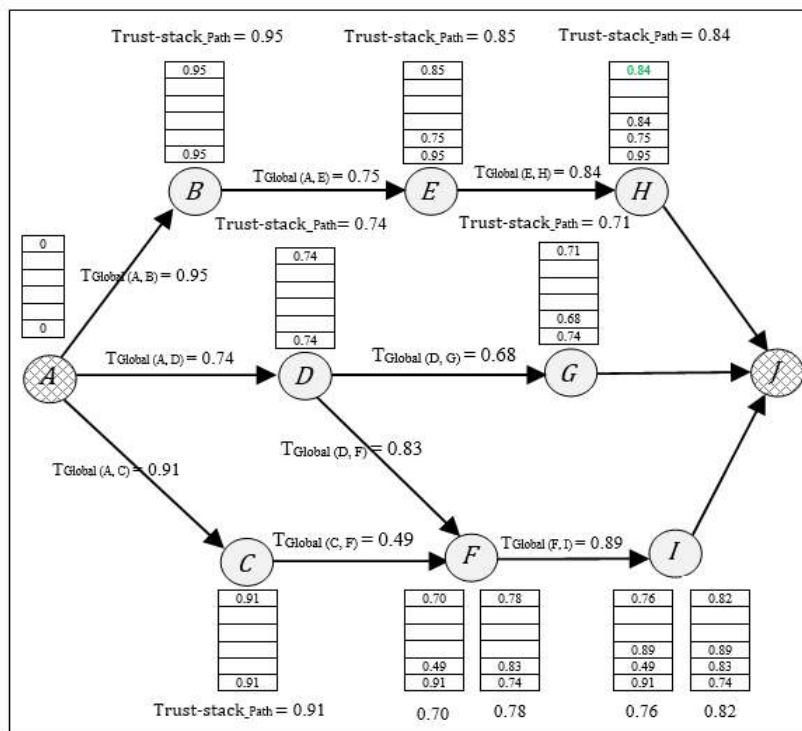 Trust-stack_Path = 0.95 Trust-stack_Path = 0.85 Trust-stack_Path = 0.84
0.95 0.85 0.84
0.84
0.75 0.75
0.95 0.95 0.95
B TGlobal (A, E) = 0.75 E TGlobal (E, H) = 0.84 H
Trust-stack_Path = 0.74 Trust-stack_Path = 0.71
0 0.74 0.71
TGlobal (A, B) = 0.95
0.68
0 0.74 0.74
A TGlobal (A, D) = 0.74 D TGlobal (D, G) = 0.68 G J
TGlobal (D, F) = 0.83
TGlobal (A, C) = 0.91
C TGlobal (C, F) = 0.49 F TGlobal (F, I) = 0.89 I
0.91 0.70 0.78 0.76 0.82
0.89 0.89
0.49 0.83 0.49 0.83
0.91 0.91 0.74 0.91 0.74
Trust-stack_Path = 0.91 0.70 0.78 0.76 0.82